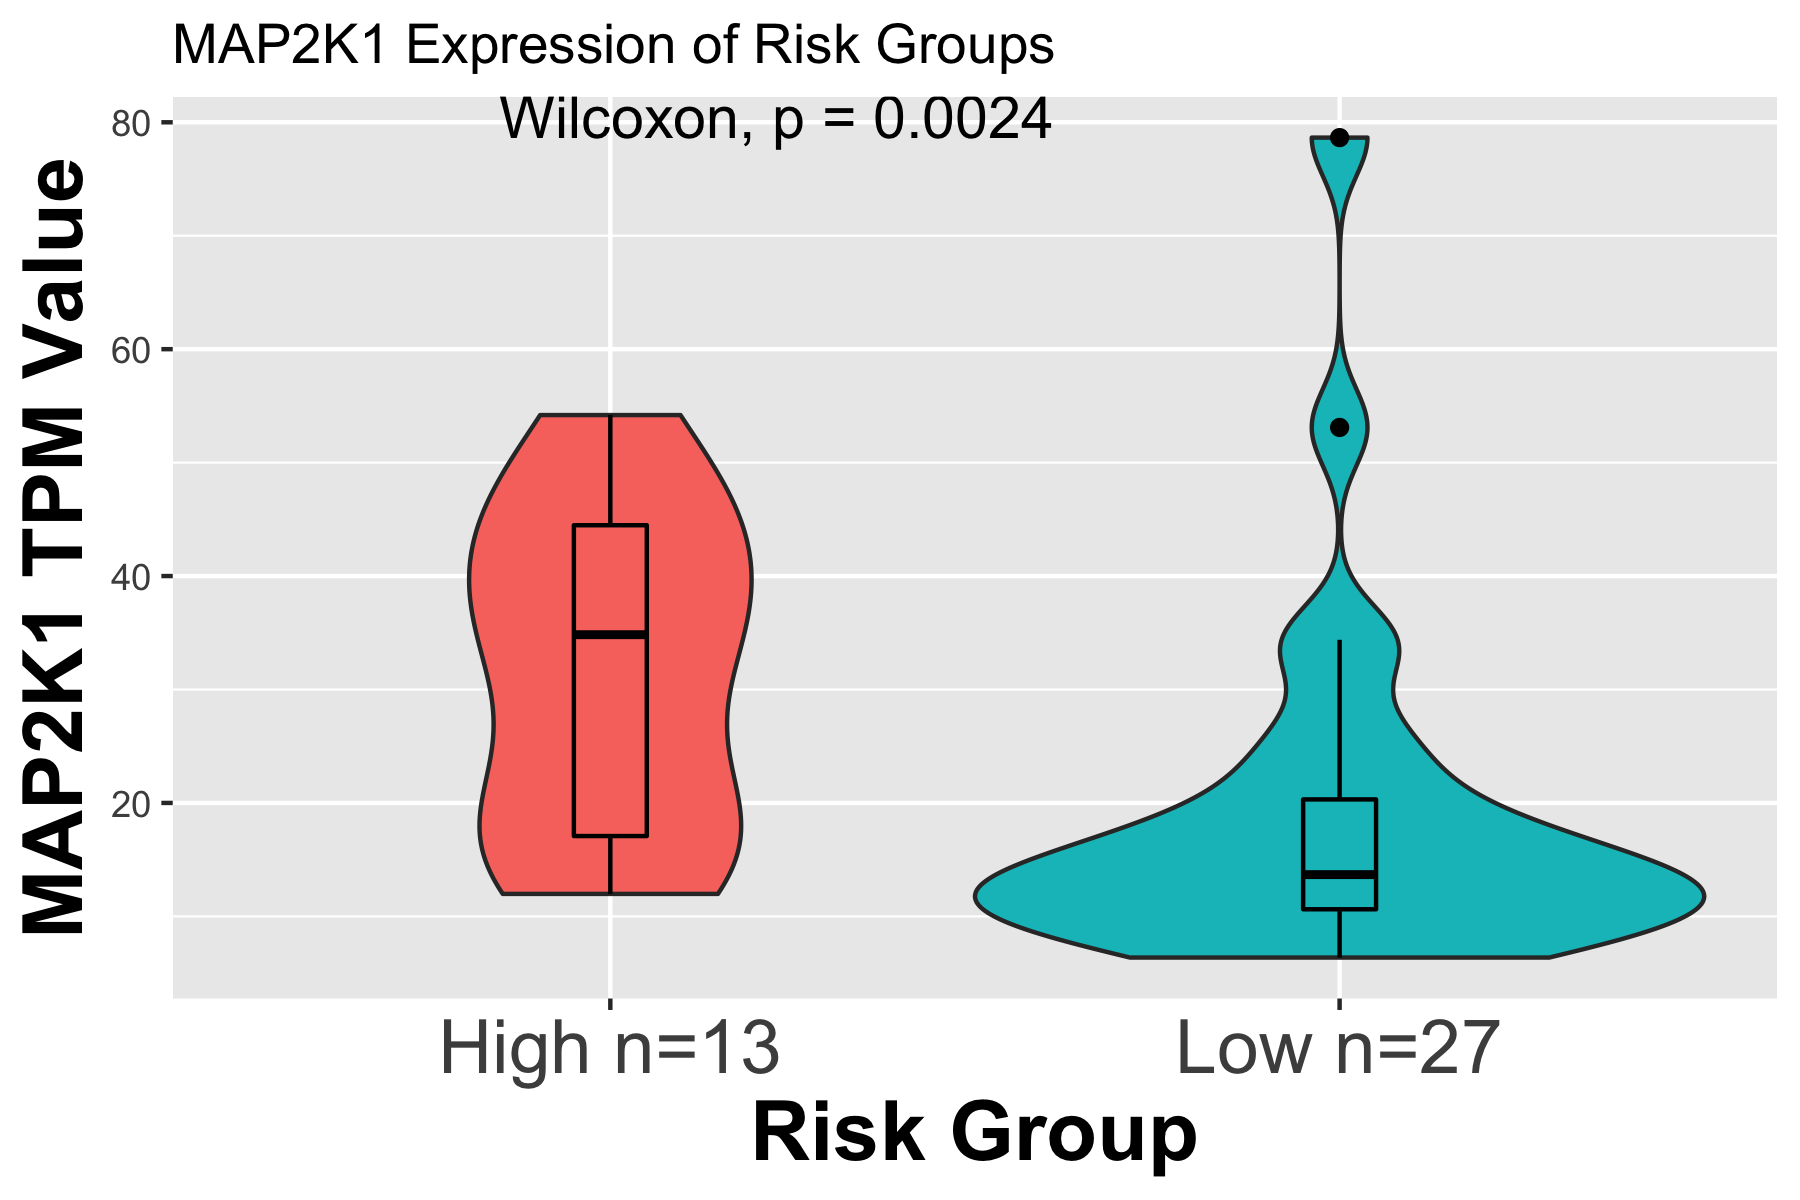 MAP2K1 Expression of Risk Groups
Wilcoxon, p = 0.0024
MAP2K1 TPM Value
80
60
40
20
High n=13
Low n=27
Risk Group